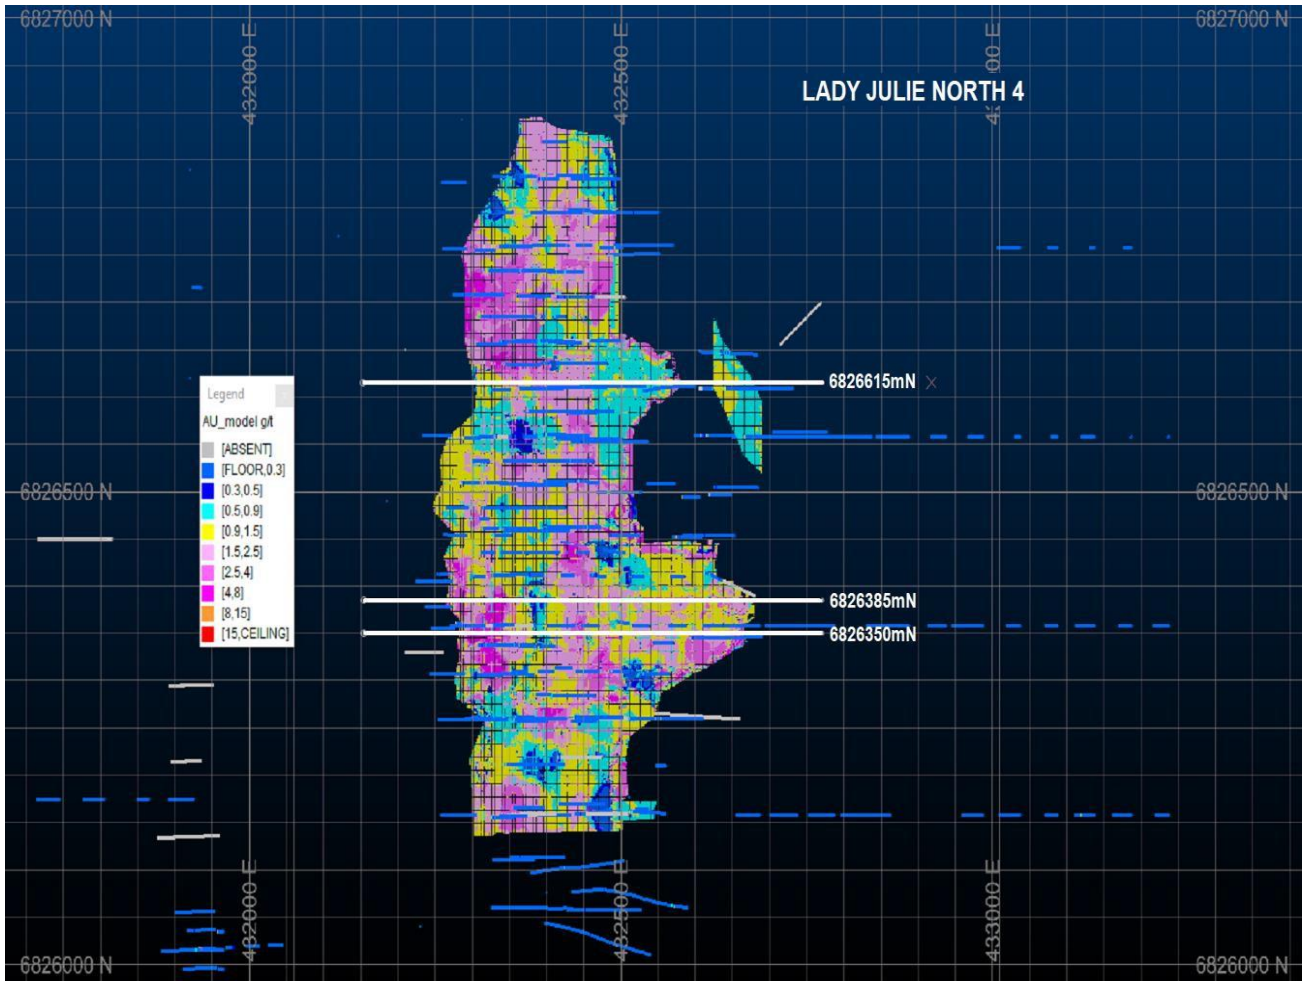 6827000 N
6827000 N
432000 E
432500 E
00 E
LADY JULIE NORTH 4
6826615mN
Legend
AU_model g/t
[ABSENT]
[FLOOR,0.3]
[0.3,0.5]
[0.5,0.9]
[0.9,1.5]
[1.5,2.5]
[2.5,4]
[4,8]
[8,15]
[15,CEILING]
6826500 N
6826500 N
6826385mN
6826350mN
432000 E
432500 E
433000 E
6826000 N
6826000 N